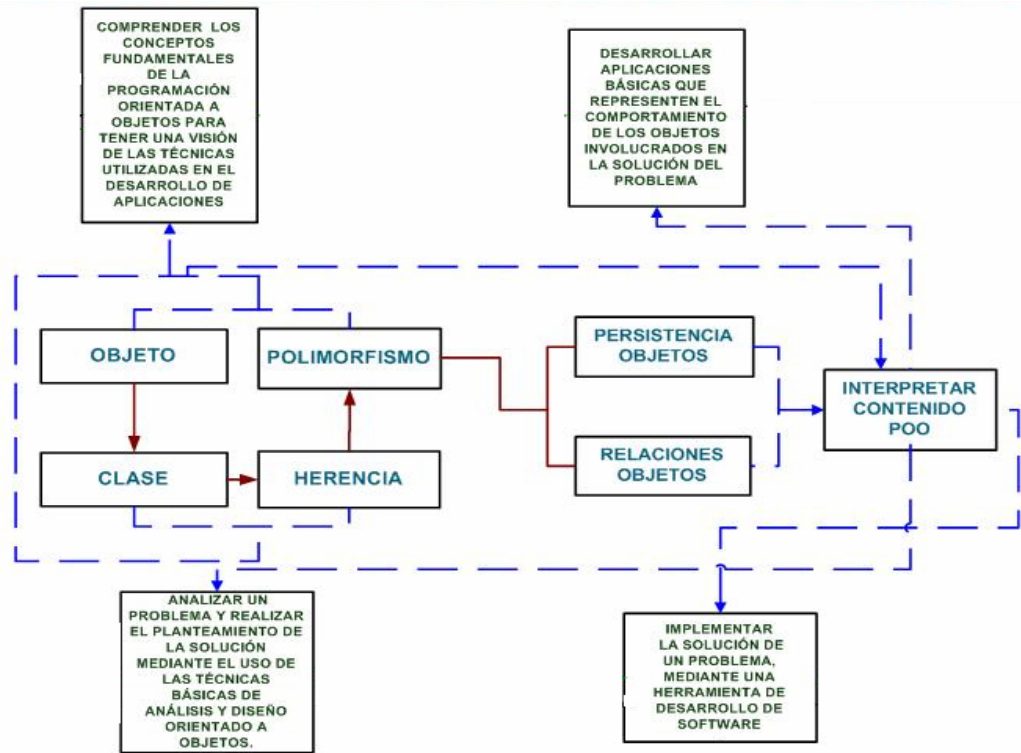 COMPRENDER LOS
CONCEPTOS
FUNDAMENTALES
DE LA
PROGRAMACIÓN
ORIENTADA A
OBJETOS PARA
TENER UNA VISIÓN
DE LAS TÉCNICAS
UTILIZADAS EN EL
DESARROLLO DE
APLICACIONES
DESARROLLAR
APLICACIONES
BÁSICAS QUE
REPRESENTEN EL
COMPORTAMIENTO
DE LOS OBJETOS
INVOLUCRADOS EN
LA SOLUCIÓN DEL
PROBLEMA
OBJETO
POLIMORFISMO
PERSISTENCIA
OBJETOS
INTERPRETAR
CONTENIDO
POO
CLASE
HERENCIA
RELACIONES
OBJETOS
ANALIZAR UN
PROBLEMA Y REALIZAR
EL PLANTEAMIENTO DE
LA SOLUCIÓN
MEDIANTE EL USO DE
LAS TÉCNICAS
BÁSICAS DE
ANÁLISIS Y DISEÑO
ORIENTADO A
OBJETOS.
IMPLEMENTAR
LA SOLUCIÓN DE
UN PROBLEMA,
MEDIANTE UNA
HERRAMIENTA DE
DESARROLLO DE
SOFTWARE